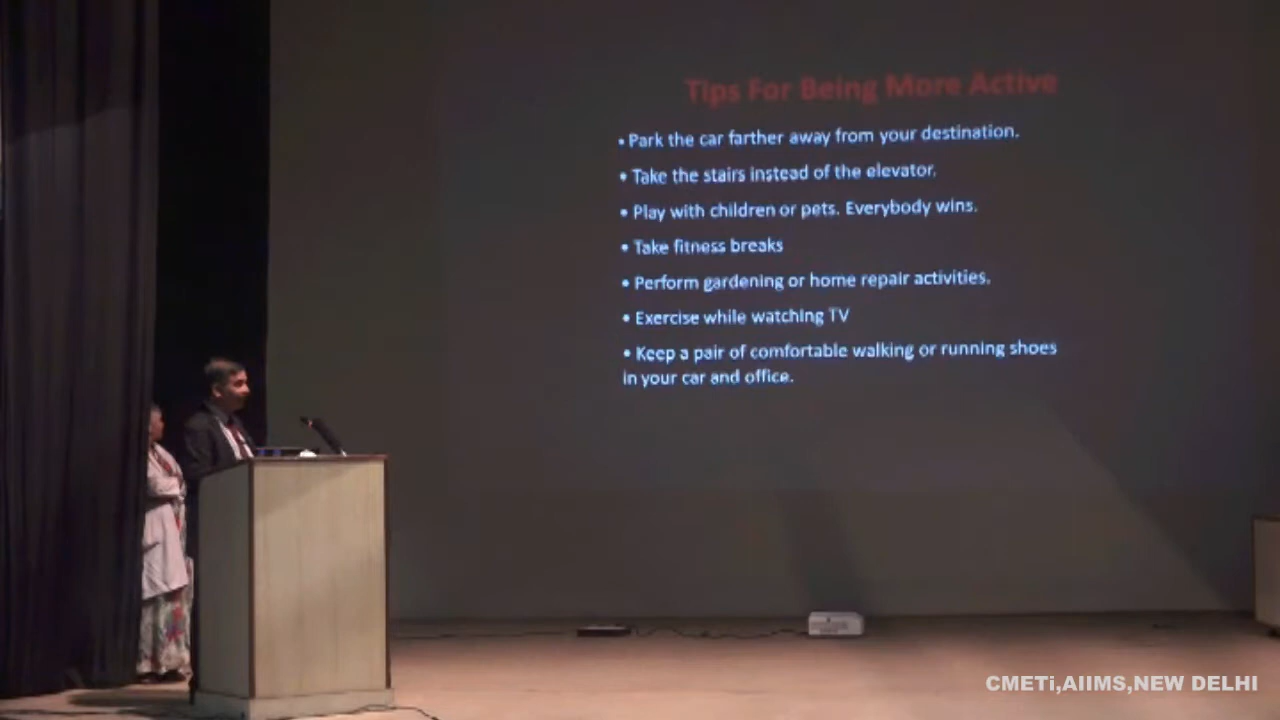 Tips For Being More Active
• Park the car farther away from your destination.
• Take the stairs instead of the elevator.
• Play with children or pets. Everybody wins.
• Take fitness breaks
• Perform gardening or home repair activities.
• Exercise while watching TV
• Keep a pair of comfortable walking or running shoes
in your car and office.
CMETi,AIIMS,NEW DELHI